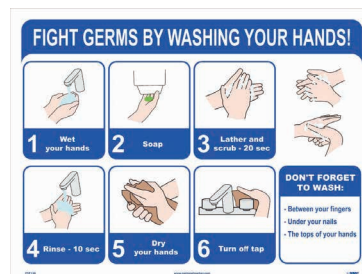 FIGHT GERMS BY WASHING YOUR HANDS!
1 Wet
your hands
2 Soap
3 Lather and
scrub - 20 sec
4 Rinse - 10 sec
5 Dry
your hands
6 Turn off tap
DON'T FORGET
TO WASH:
- Between your fingers
- Under your nails
- The tops of your hands